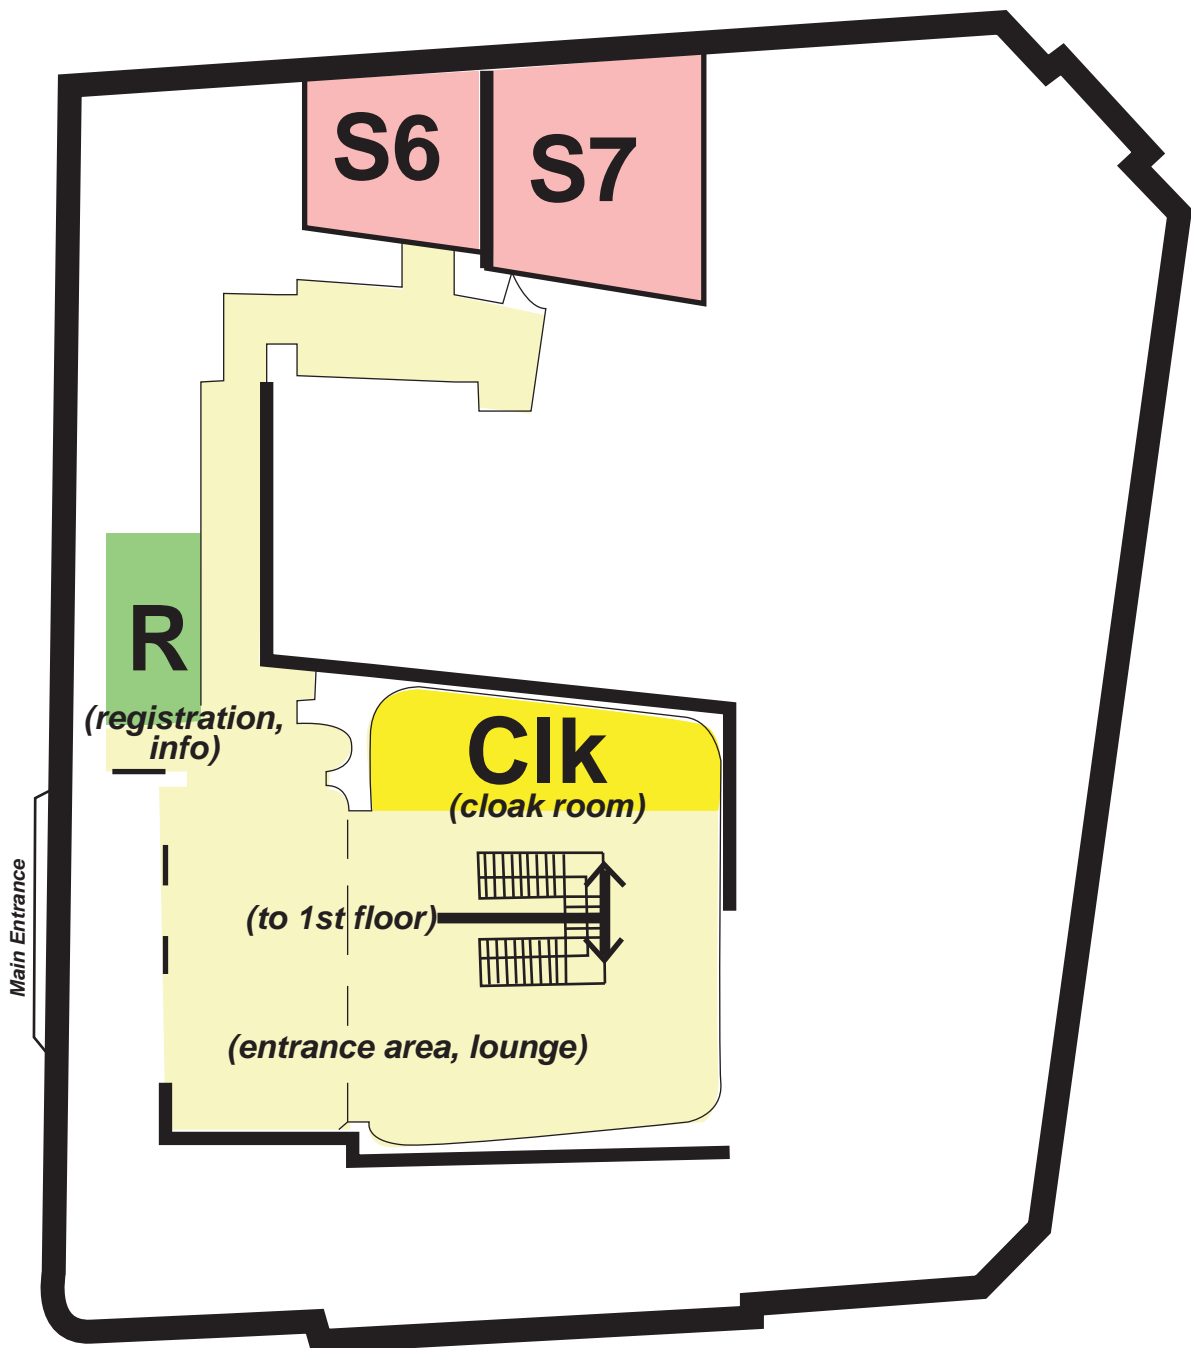 S6
S7
R
(registration,
info)
Clk
(cloak room)
(to 1st floor)
Main Entrance
(entrance area, lounge)